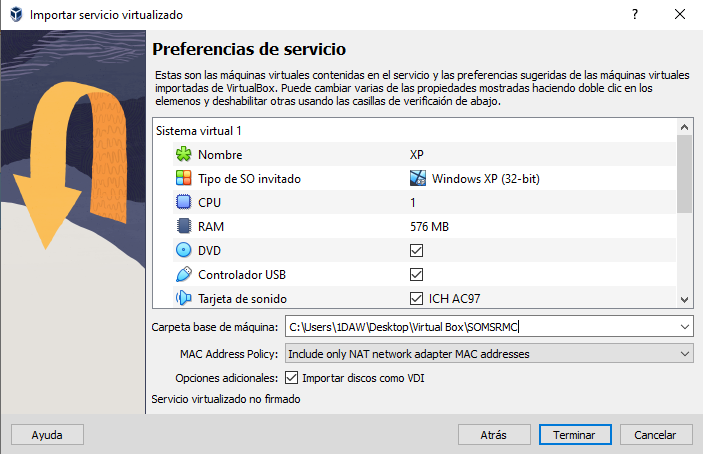 Importar servicio virtualizado
Preferencias de servicio
Estas son las máquinas virtuales contenidas en el servicio y las preferencias sugeridas de las máquinas virtuales
importadas de VirtualBox. Puede cambiar varias de las propiedades mostradas haciendo doble clic en los
elemenos y deshabilitar otras usando las casillas de verificaión de abajo.
Sistema virtual 1
Nombre XP
Tipo de SO invitado Windows XP (32-bit)
CPU 1
RAM 576 MB
DVD
Controlador USB
Tarjeta de sonido ICH AC97
Carpeta base de máquina: C:\Users\1DAW\Desktop\Virtual Box\SOMSRMC
MAC Address Policy: Include only NAT network adapter MAC addresses
Opciones adicionales: Importar discos como VDI
Servicio virtualizado no firmado
Ayuda Atrás Terminar Cancelar